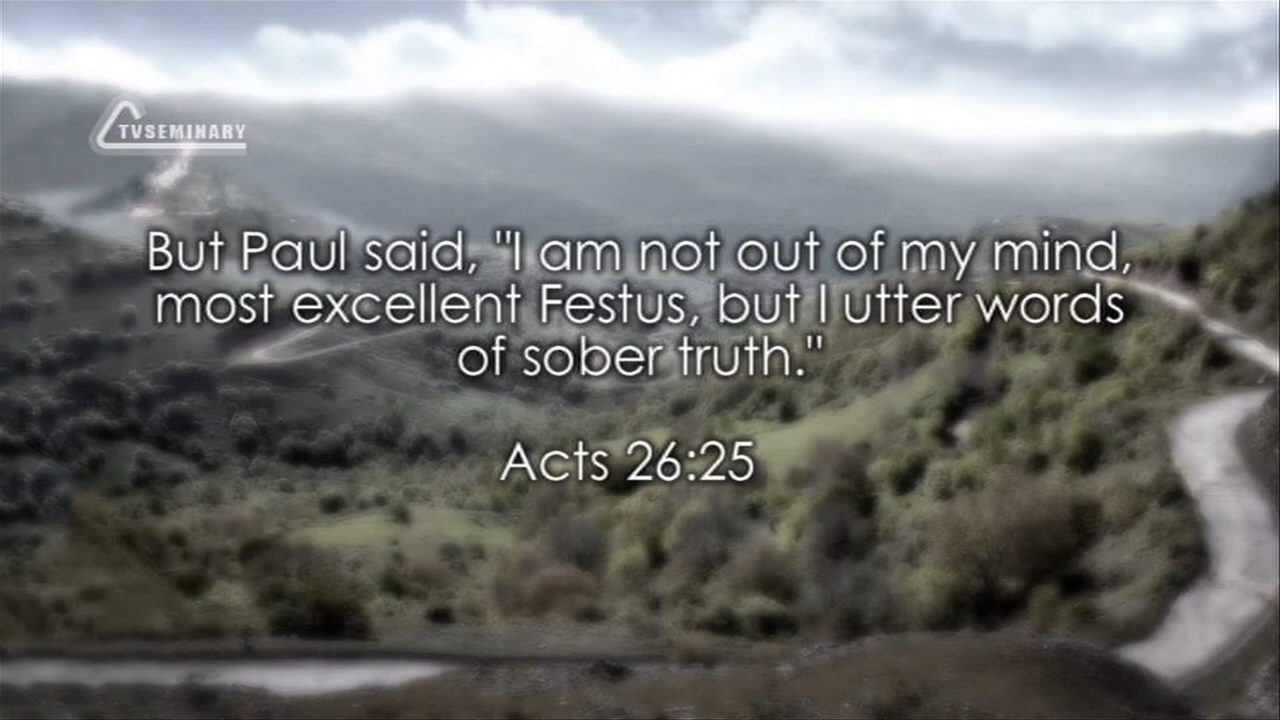 TVSEMINARY
But Paul said, "I am not out of my mind,
most excellent Festus, but I utter words
of sober truth."
Acts 26:25